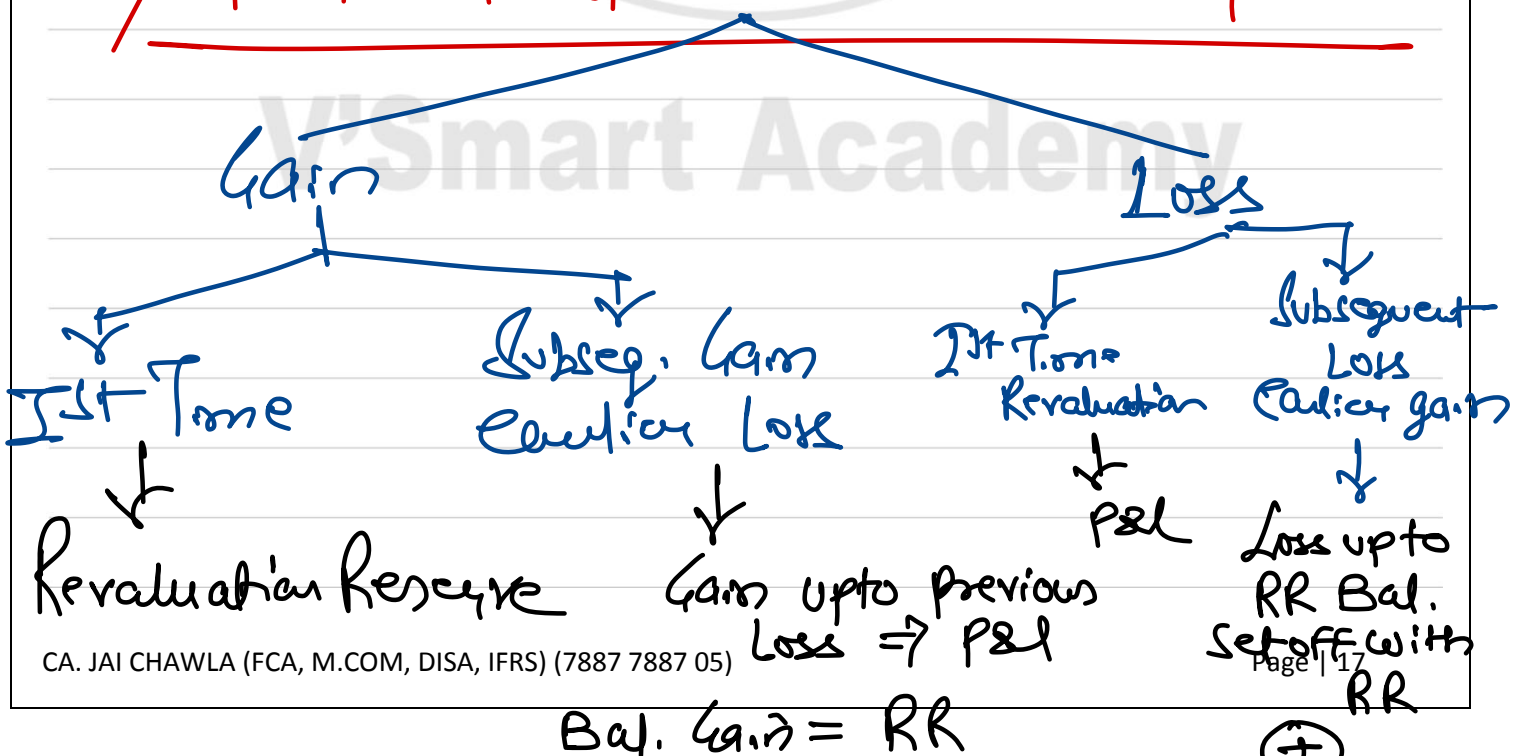 V'Smart Academy
Gain
Loss
Ist Time
Subseq. Gain
Earlier Loss
Ist Time
Revaluation
Subsequent
Loss
Earlier gain
Revaluation Reserve
Gain upto previous
Loss ⇒ P&L
Bal. Gain = RR
P&L
Loss upto
RR Bal.
Setoff with
RR
+
CA. JAI CHAWLA (FCA, M.COM, DISA, IFRS) (7887 7887 05)
Page | 17